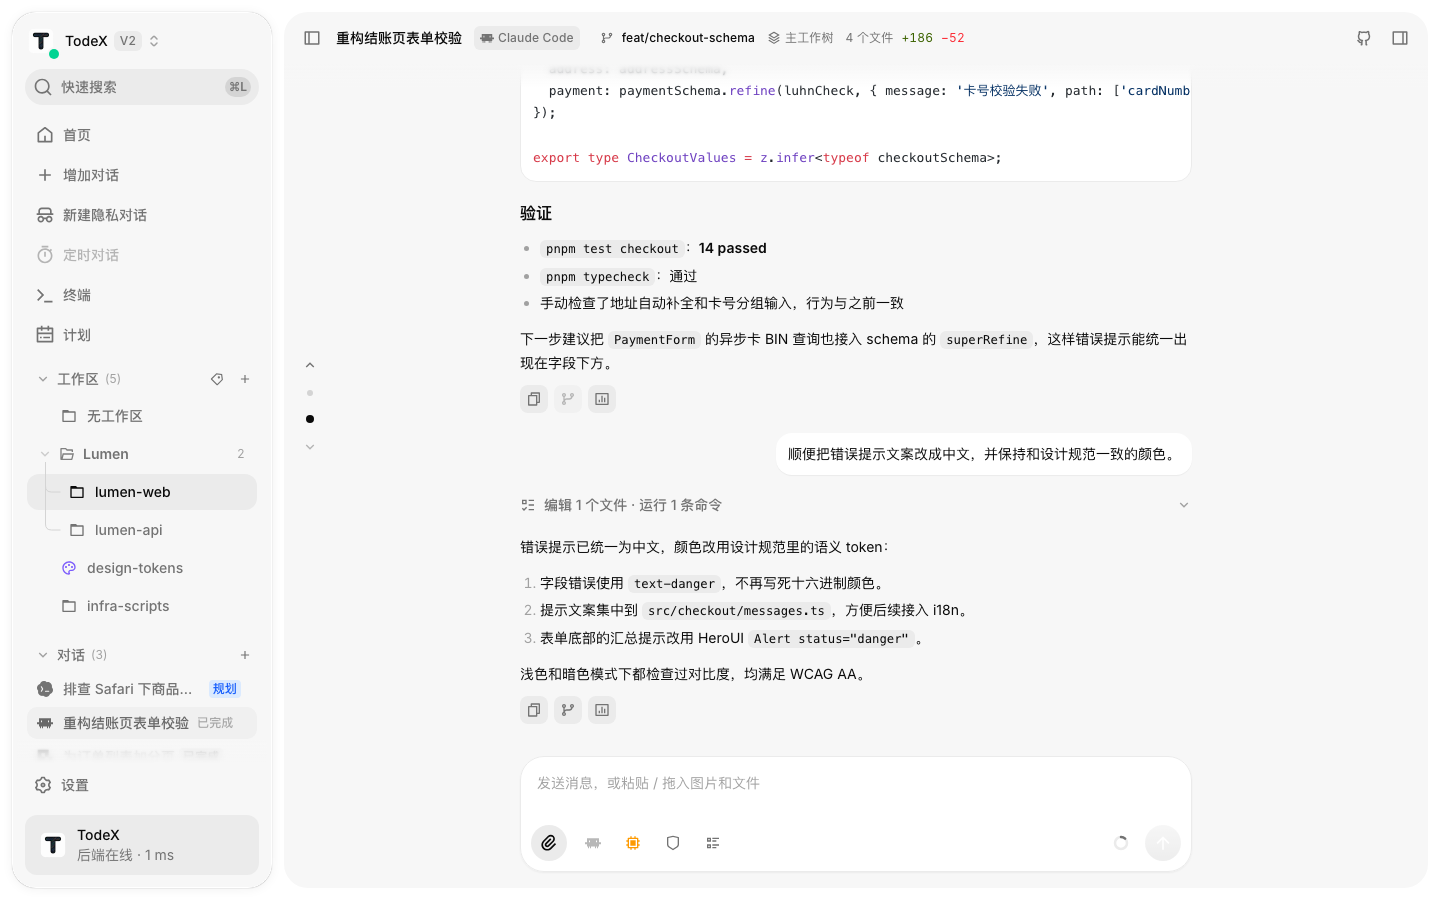 TodeX V2
快速搜索 ⌘L
首页
增加对话
新建隐私对话
定时对话
终端
计划
工作区 (5)
无工作区
Lumen 2
lumen-web
lumen-api
design-tokens
infra-scripts
对话 (3)
排查 Safari 下商品... 规划
重构结账页表单校验 已完成
设置
TodeX
后端在线 · 1 ms
重构结账页表单校验 Claude Code feat/checkout-schema 主工作树 4 个文件 +186 −52
address: addressSchema,
payment: paymentSchema.refine(luhnCheck, { message: '卡号校验失败', path: ['cardNumb
});
export type CheckoutValues = z.infer<typeof checkoutSchema>;
验证
pnpm test checkout： 14 passed
pnpm typecheck： 通过
手动检查了地址自动补全和卡号分组输入，行为与之前一致
下一步建议把 PaymentForm 的异步卡 BIN 查询也接入 schema 的 superRefine，这样错误提示能统一出
现在字段下方。
顺便把错误提示文案改成中文，并保持和设计规范一致的颜色。
编辑 1 个文件 · 运行 1 条命令
错误提示已统一为中文，颜色改用设计规范里的语义 token：
1. 字段错误使用 text-danger，不再写死十六进制颜色。
2. 提示文案集中到 src/checkout/messages.ts，方便后续接入 i18n。
3. 表单底部的汇总提示改用 HeroUI Alert status="danger"。
浅色和暗色模式下都检查过对比度，均满足 WCAG AA。
发送消息，或粘贴 / 拖入图片和文件